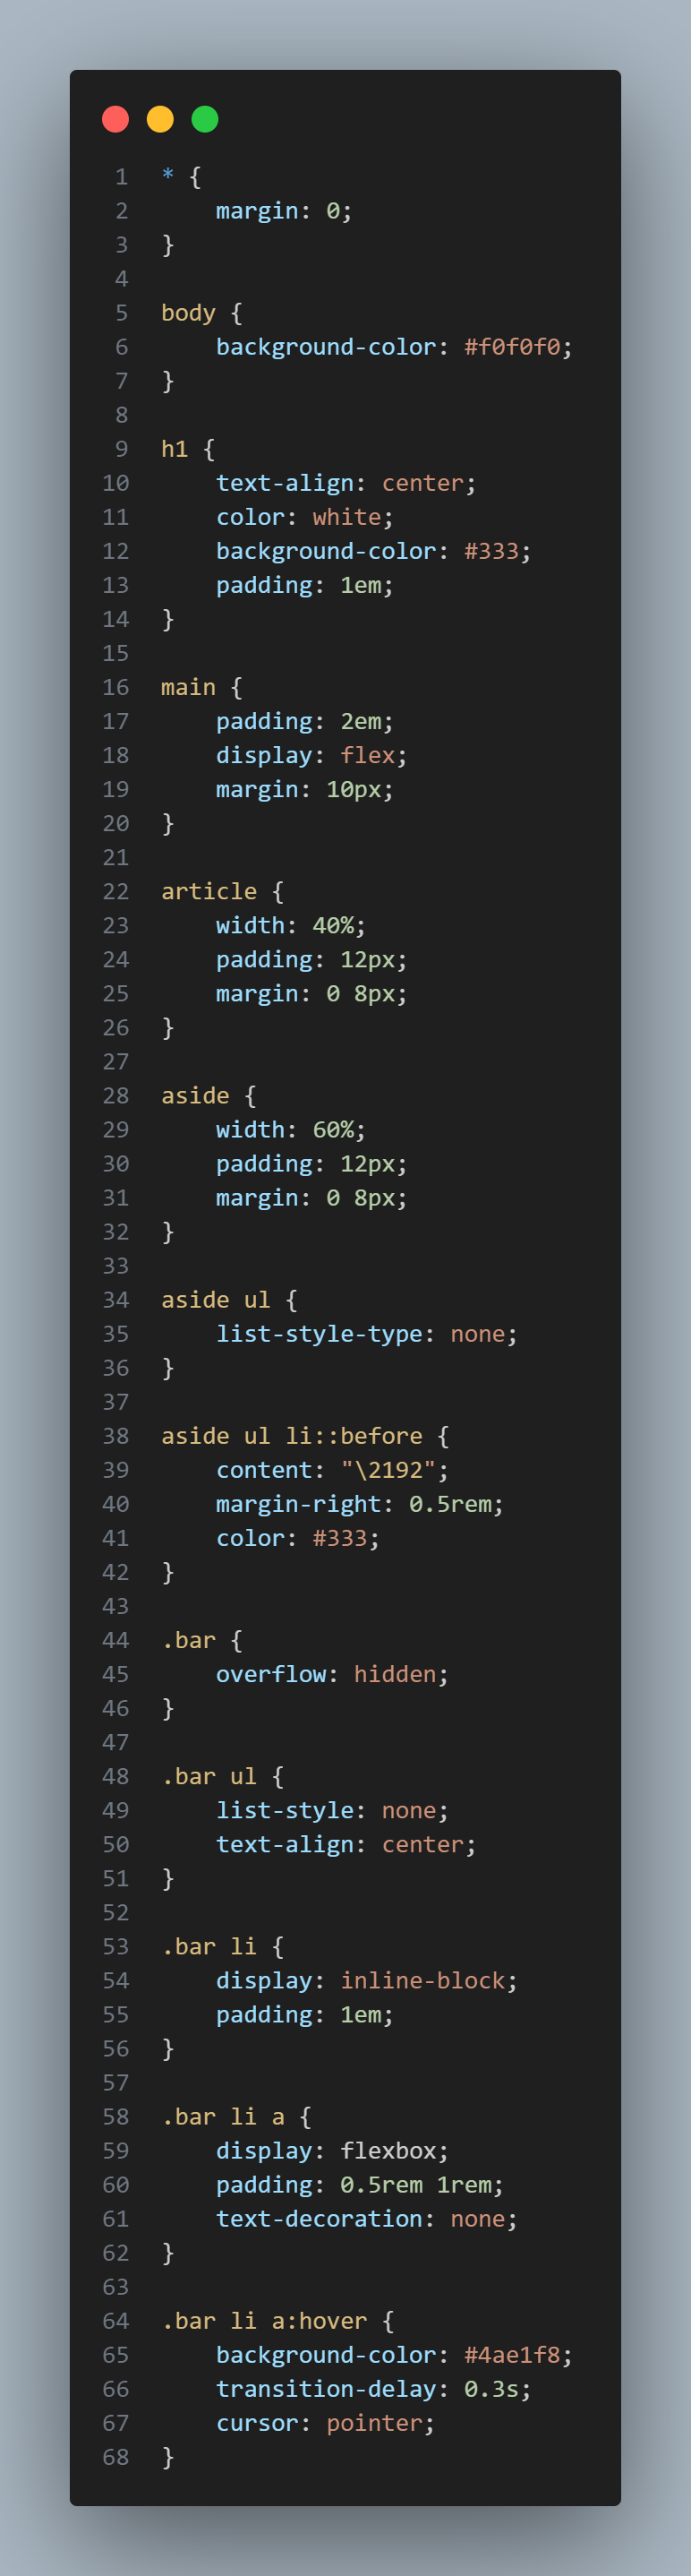 1 * {
2     margin: 0;
3 }
4
5 body {
6     background-color: #f0f0f0;
7 }
8
9 h1 {
10     text-align: center;
11     color: white;
12     background-color: #333;
13     padding: 1em;
14 }
15
16 main {
17     padding: 2em;
18     display: flex;
19     margin: 10px;
20 }
21
22 article {
23     width: 40%;
24     padding: 12px;
25     margin: 0 8px;
26 }
27
28 aside {
29     width: 60%;
30     padding: 12px;
31     margin: 0 8px;
32 }
33
34 aside ul {
35     list-style-type: none;
36 }
37
38 aside ul li::before {
39     content: "\2192";
40     margin-right: 0.5rem;
41     color: #333;
42 }
43
44 .bar {
45     overflow: hidden;
46 }
47
48 .bar ul {
49     list-style: none;
50     text-align: center;
51 }
52
53 .bar li {
54     display: inline-block;
55     padding: 1em;
56 }
57
58 .bar li a {
59     display: flexbox;
60     padding: 0.5rem 1rem;
61     text-decoration: none;
62 }
63
64 .bar li a:hover {
65     background-color: #4ae1f8;
66     transition-delay: 0.3s;
67     cursor: pointer;
68 }